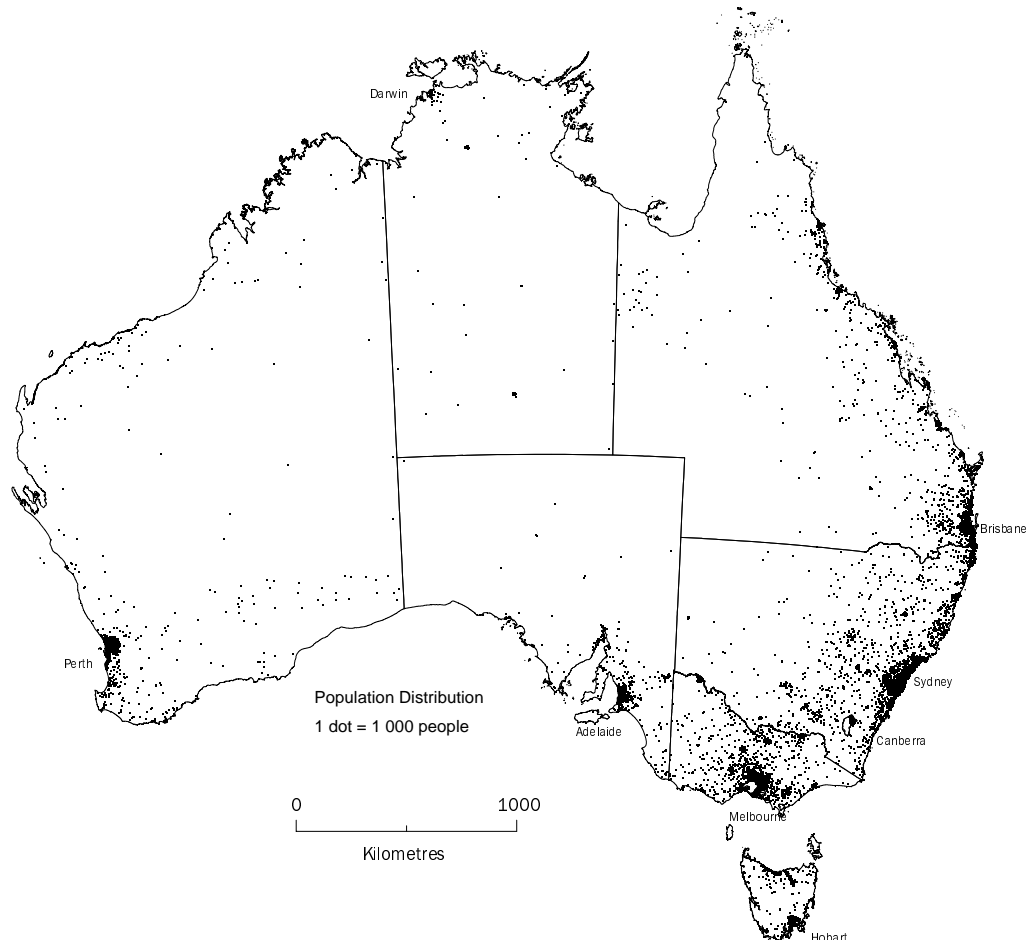 Darwin
Brisbane
Perth
Sydney
Population Distribution
1 dot = 1 000 people
Adelaide
Canberra
0 1000
Kilometres
Melbourne
Hobart